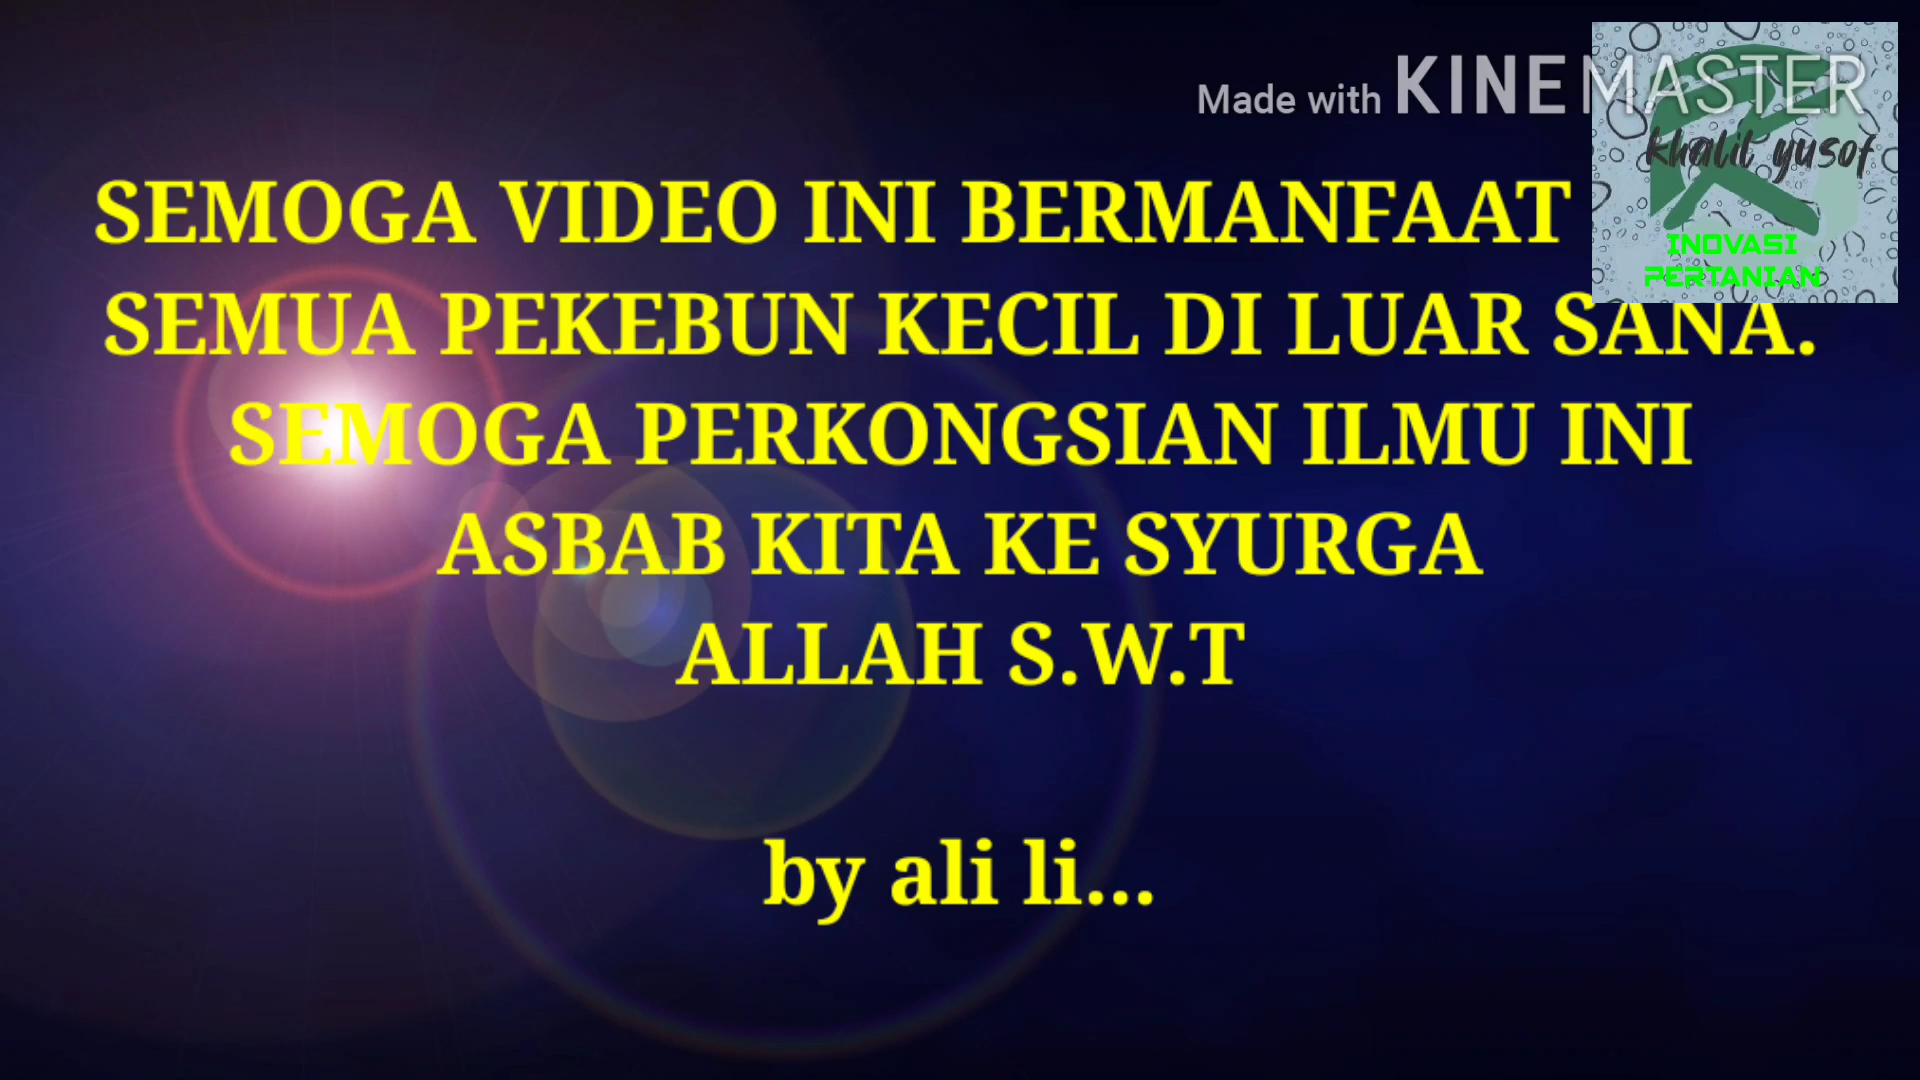 Made with KINEMASTER
khalil yusof
INOVASI
PERTANIAN
SEMOGA VIDEO INI BERMANFAAT
SEMUA PEKEBUN KECIL DI LUAR SANA.
SEMOGA PERKONGSIAN ILMU INI
ASBAB KITA KE SYURGA
ALLAH S.W.T
by ali li...